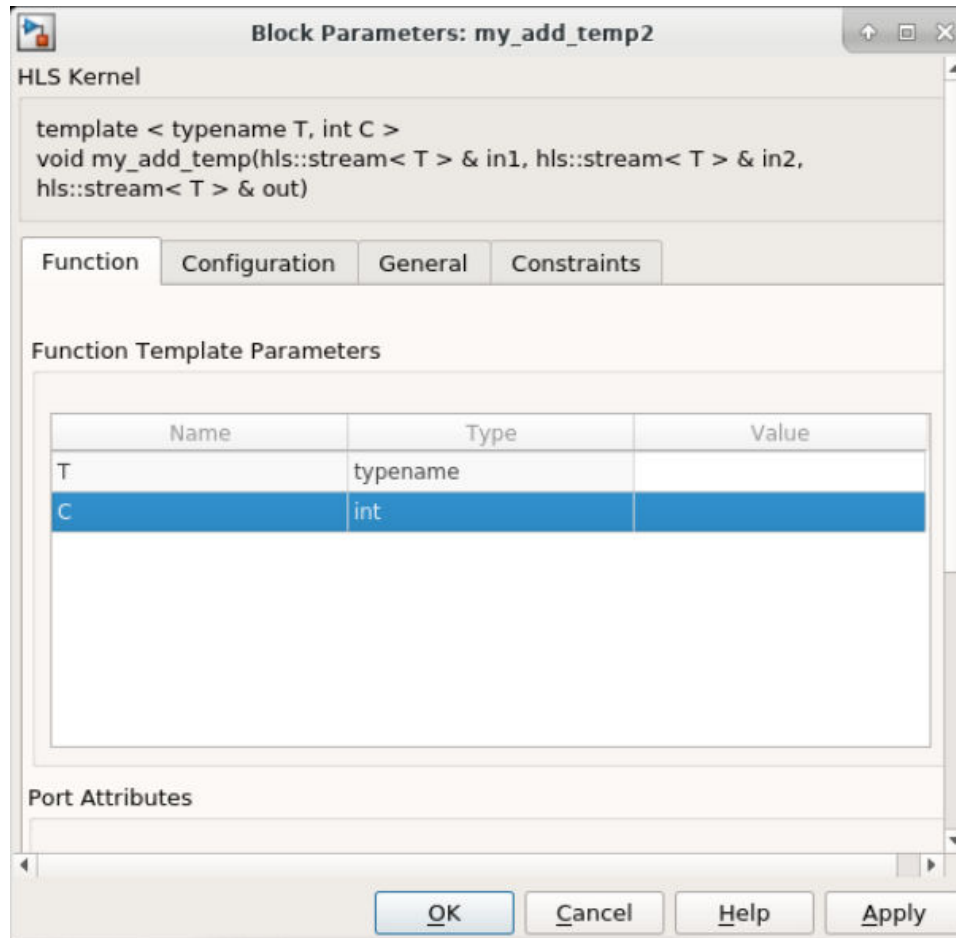 Block Parameters: my_add_temp2
HLS Kernel
template < typename T, int C >
void my_add_temp(hls::stream< T > & in1, hls::stream< T > & in2,
hls::stream< T > & out)
Function Configuration General Constraints
Function Template Parameters
Name Type Value
T typename
C int
Port Attributes
OK Cancel Help Apply